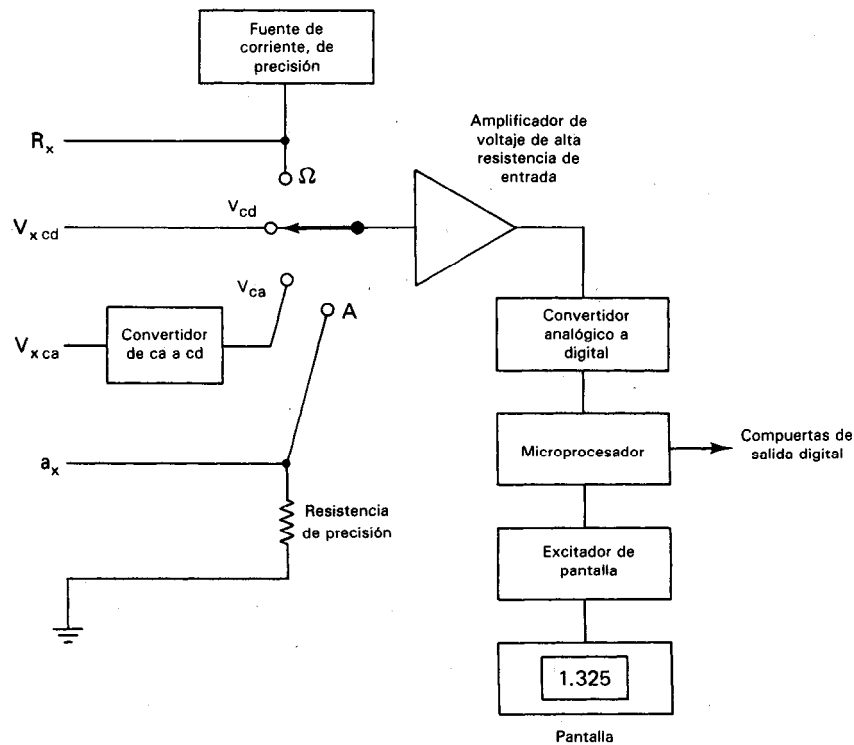 Fuente de
corriente, de
precisión
Amplificador de
voltaje de alta
resistencia de
entrada
Rx
Ω
Vcd
Vx cd
Vca
A
Convertidor
de ca a cd
Vx ca
Convertidor
analógico a
digital
ax
Microprocesador
Compuertas de
salida digital
Resistencia
de precisión
Excitador de
pantalla
1.325
Pantalla